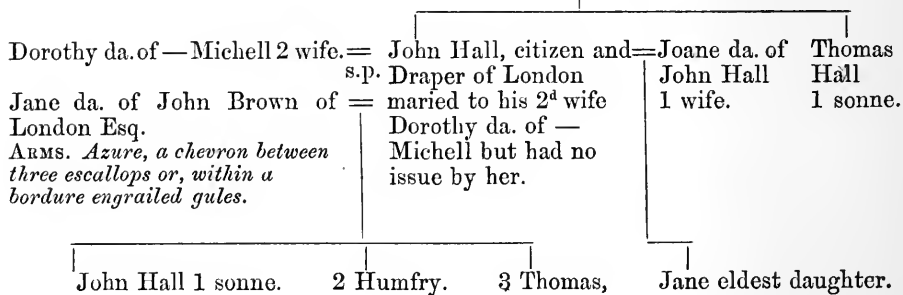 Dorothy da. of — Michell 2 wife. =
s.p.
Jane da. of John Brown of =
London Esq.
ARMS. Azure, a chevron between
three escallops or, within a
bordure engrailed gules.
John Hall, citizen and =
Draper of London
maried to his 2d wife
Dorothy da. of —
Michell but had no
issue by her.
Joane da. of
John Hall
1 wife.
Thomas
Hall
1 sonne.
John Hall 1 sonne. 2 Humfry. 3 Thomas, Jane eldest daughter.